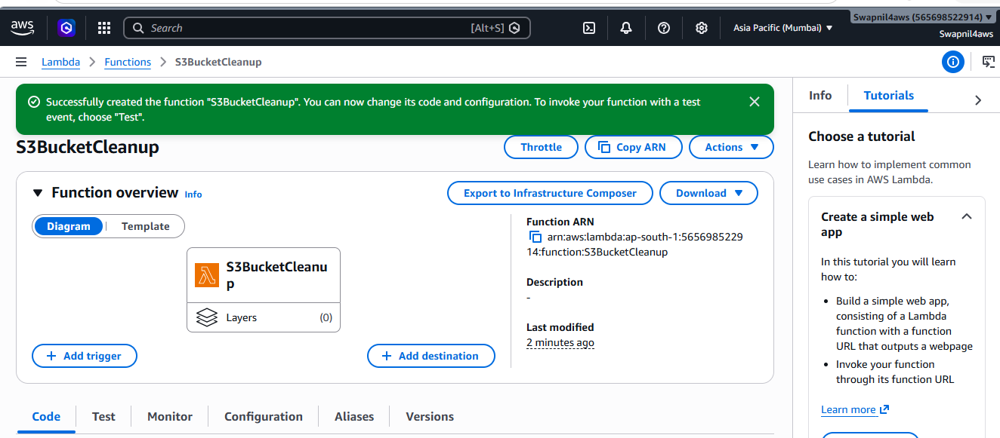 aws
Search
[Alt+S]
Asia Pacific (Mumbai)
Swapnil4aws (565698522914)
Swapnil4aws
Lambda
Functions
S3BucketCleanup
Successfully created the function "S3BucketCleanup". You can now change its code and configuration. To invoke your function with a test
event, choose "Test".
S3BucketCleanup
Throttle
Copy ARN
Actions
Function overview Info
Export to Infrastructure Composer
Download
Diagram
Template
S3BucketCleanu
p
Layers (0)
Add trigger
Add destination
Function ARN
arn:aws:lambda:ap-south-1:5656985229
14:function:S3BucketCleanup
Description
-
Last modified
2 minutes ago
Code
Test
Monitor
Configuration
Aliases
Versions
Info
Tutorials
Choose a tutorial
Learn how to implement common
use cases in AWS Lambda.
Create a simple web
app
In this tutorial you will learn
how to:
• Build a simple web app,
consisting of a Lambda
function with a function
URL that outputs a webpage
• Invoke your function
through its function URL
Learn more